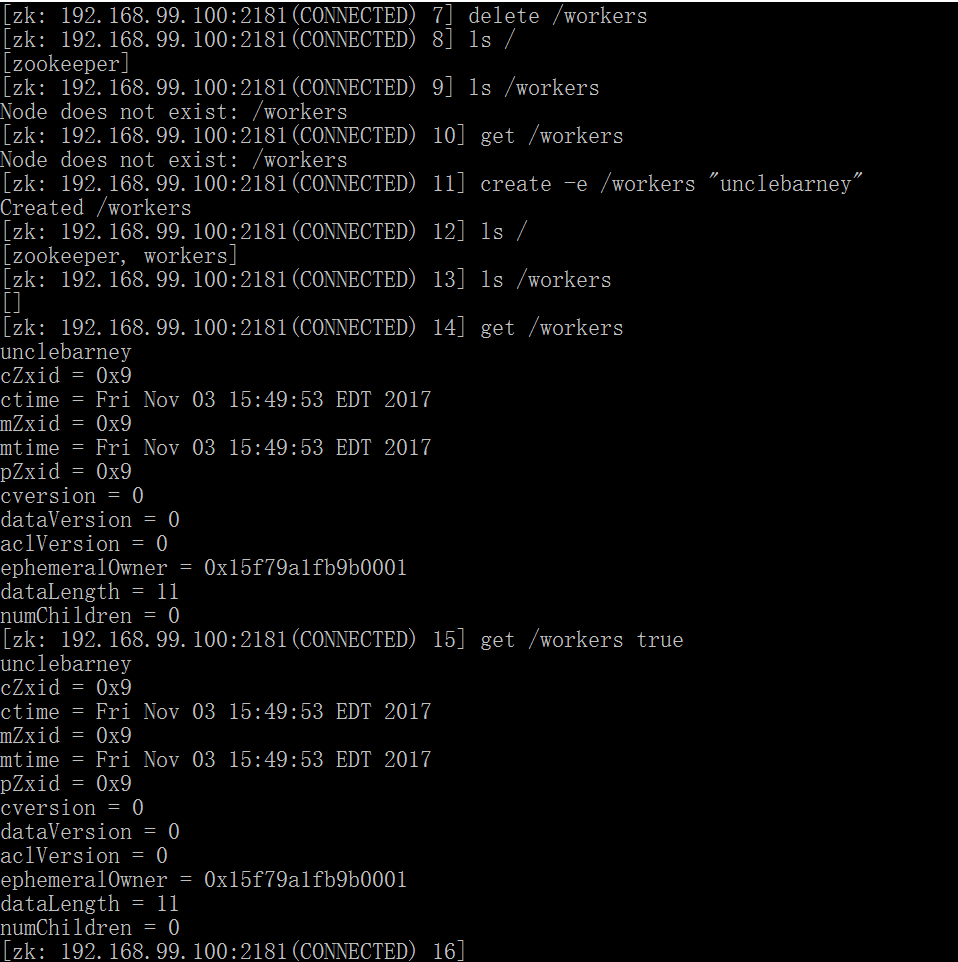 [zk: 192.168.99.100:2181(CONNECTED) 7] delete /workers
[zk: 192.168.99.100:2181(CONNECTED) 8] ls /
[zookeeper]
[zk: 192.168.99.100:2181(CONNECTED) 9] ls /workers
Node does not exist: /workers
[zk: 192.168.99.100:2181(CONNECTED) 10] get /workers
Node does not exist: /workers
[zk: 192.168.99.100:2181(CONNECTED) 11] create -e /workers "unclebarney"
Created /workers
[zk: 192.168.99.100:2181(CONNECTED) 12] ls /
[zookeeper, workers]
[zk: 192.168.99.100:2181(CONNECTED) 13] ls /workers
[]
[zk: 192.168.99.100:2181(CONNECTED) 14] get /workers
unclebarney
cZxid = 0x9
ctime = Fri Nov 03 15:49:53 EDT 2017
mZxid = 0x9
mtime = Fri Nov 03 15:49:53 EDT 2017
pZxid = 0x9
cversion = 0
dataVersion = 0
aclVersion = 0
ephemeralOwner = 0x15f79a1fb9b0001
dataLength = 11
numChildren = 0
[zk: 192.168.99.100:2181(CONNECTED) 15] get /workers true
unclebarney
cZxid = 0x9
ctime = Fri Nov 03 15:49:53 EDT 2017
mZxid = 0x9
mtime = Fri Nov 03 15:49:53 EDT 2017
pZxid = 0x9
cversion = 0
dataVersion = 0
aclVersion = 0
ephemeralOwner = 0x15f79a1fb9b0001
dataLength = 11
numChildren = 0
[zk: 192.168.99.100:2181(CONNECTED) 16]